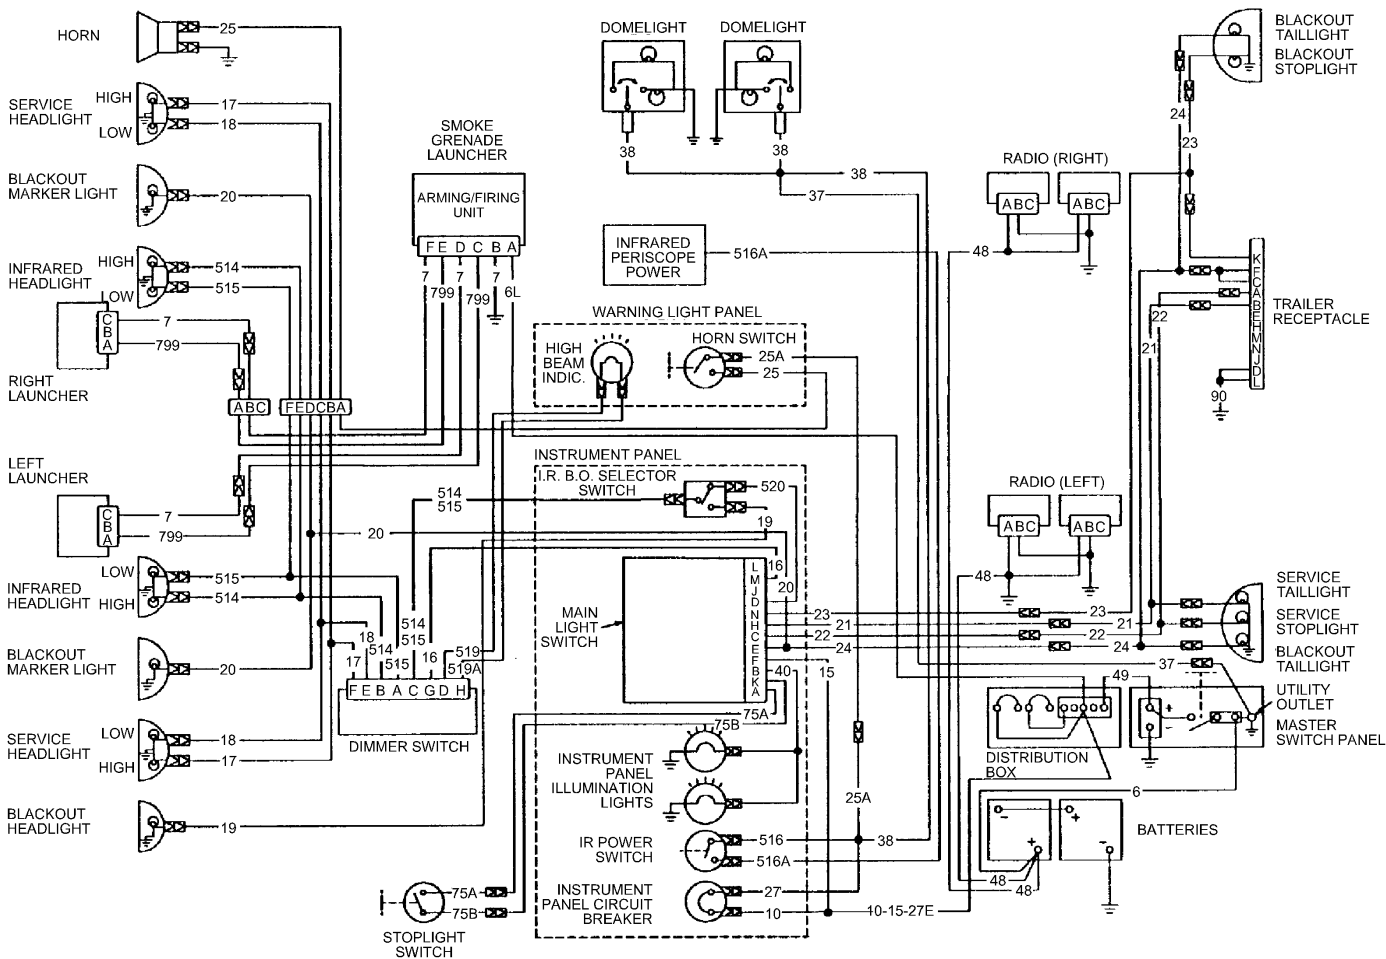 HORN
25
SERVICE
HEADLIGHT
HIGH
LOW
17
18
BLACKOUT
MARKER LIGHT
20
INFRARED
HEADLIGHT
HIGH
LOW
514
515
C
B
A
7
799
RIGHT
LAUNCHER
ABC
FEDCBA
LEFT
LAUNCHER
C
B
A
7
799
INFRARED
HEADLIGHT
LOW
HIGH
515
514
BLACKOUT
MARKER LIGHT
20
SERVICE
HEADLIGHT
LOW
HIGH
18
17
BLACKOUT
HEADLIGHT
19
SMOKE
GRENADE
LAUNCHER
ARMING/FIRING
UNIT
F E D C B A
7
799
7
799
7
6L
DOMELIGHT
DOMELIGHT
38
38
38
37
INFRARED
PERISCOPE
POWER
516A
WARNING LIGHT PANEL
HIGH
BEAM
INDIC.
HORN SWITCH
25A
25
INSTRUMENT PANEL
I.R. B.O. SELECTOR
SWITCH
520
19
514
515
20
MAIN
LIGHT
SWITCH
L
M
J
D
N
H
C
E
F
B
K
A
16
20
23
21
22
24
40
15
17
18
514
515
514
515
16
519
519A
F E B A C G D H
DIMMER SWITCH
75A
75B
INSTRUMENT
PANEL
ILLUMINATION
LIGHTS
IR POWER
SWITCH
516
516A
INSTRUMENT
PANEL CIRCUIT
BREAKER
27
10
75A
75B
STOPLIGHT
SWITCH
25A
38
10-15-27E
BLACKOUT
TAILLIGHT
BLACKOUT
STOPLIGHT
24
23
RADIO (RIGHT)
ABC
ABC
48
K
F
C
A
B
E
H
M
N
J
D
L
TRAILER
RECEPTACLE
22
21
90
RADIO (LEFT)
ABC
ABC
48
23
21
22
24
SERVICE
TAILLIGHT
SERVICE
STOPLIGHT
BLACKOUT
TAILLIGHT
37
49
+
-
UTILITY
OUTLET
MASTER
SWITCH PANEL
DISTRIBUTION
BOX
6
-
+
+
-
BATTERIES
48
48